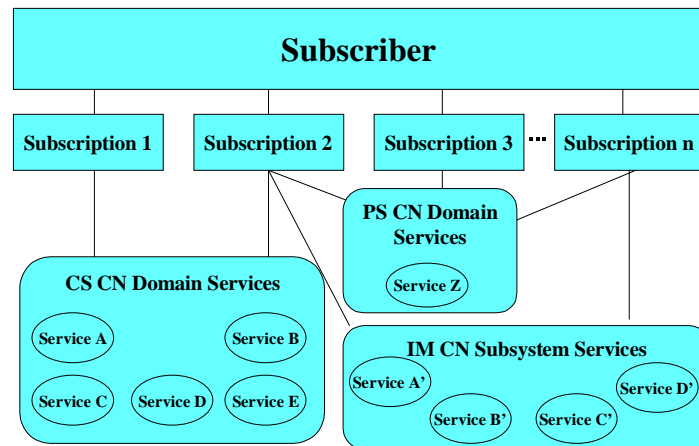 Subscriber
Subscription 1
Subscription 2
Subscription 3
...
Subscription n
PS CN Domain
Services
Service Z
CS CN Domain Services
Service A
Service B
Service C
Service D
Service E
IM CN Subsystem Services
Service A’
Service B’
Service C’
Service D’